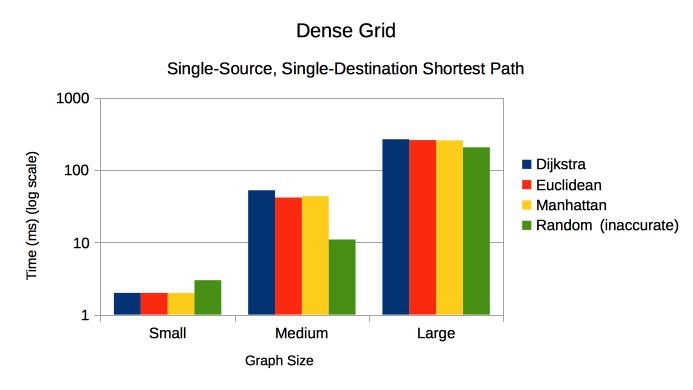 Dense Grid
Single-Source, Single-Destination Shortest Path
1000
100
10
1
Time (ms) (log scale)
Small Medium Large
Graph Size
Dijkstra
Euclidean
Manhattan
Random (inaccurate)